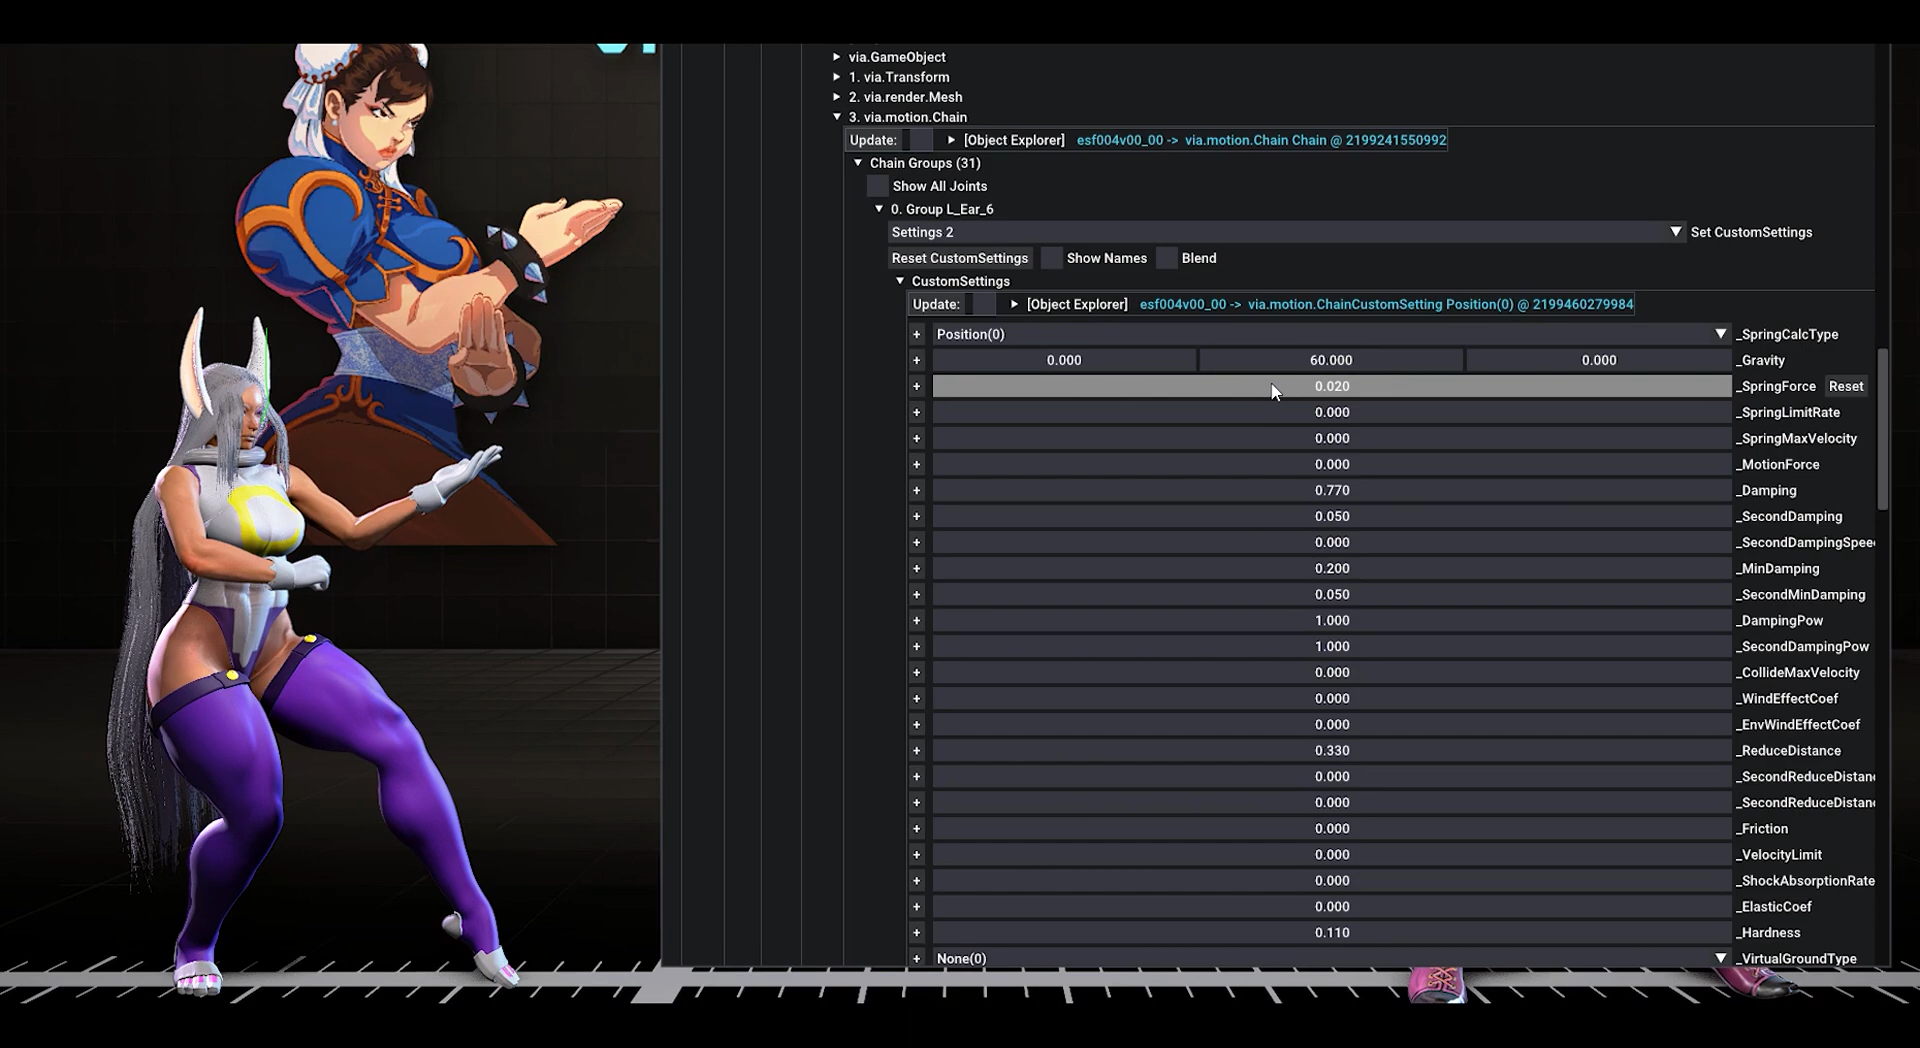 via.GameObject
1. via.Transform
2. via.render.Mesh
3. via.motion.Chain
Update: [Object Explorer] esf004v00_00 -> via.motion.Chain Chain @ 2199241550992
Chain Groups (31)
Show All Joints
0. Group L_Ear_6
Settings 2 Set CustomSettings
Reset CustomSettings Show Names Blend
CustomSettings
Update: [Object Explorer] esf004v00_00 -> via.motion.ChainCustomSetting Position(0) @ 2199460279984
+ Position(0) _SpringCalcType
+ 0.000 60.000 0.000 _Gravity
+ 0.020 _SpringForce Reset
+ 0.000 _SpringLimitRate
+ 0.000 _SpringMaxVelocity
+ 0.000 _MotionForce
+ 0.770 _Damping
+ 0.050 _SecondDamping
+ 0.000 _SecondDampingSpee
+ 0.200 _MinDamping
+ 0.050 _SecondMinDamping
+ 1.000 _DampingPow
+ 1.000 _SecondDampingPow
+ 0.000 _CollideMaxVelocity
+ 0.000 _WindEffectCoef
+ 0.000 _EnvWindEffectCoef
+ 0.330 _ReduceDistance
+ 0.000 _SecondReduceDistan
+ 0.000 _SecondReduceDistan
+ 0.000 _Friction
+ 0.000 _VelocityLimit
+ 0.000 _ShockAbsorptionRate
+ 0.000 _ElasticCoef
+ 0.110 _Hardness
+ None(0) _VirtualGroundType